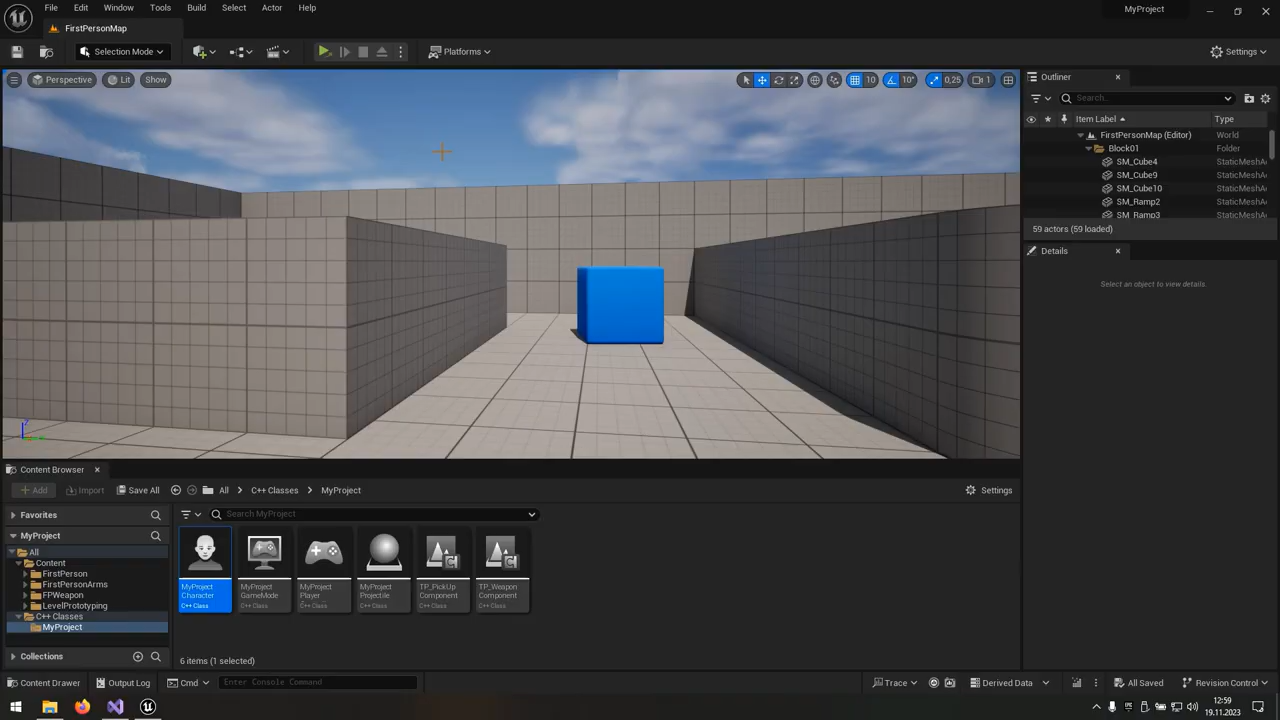 File Edit Window Tools Build Select Actor Help
MyProject
FirstPersonMap
Selection Mode
Platforms
Settings
Perspective Lit Show
10 10° 0,25 1
Outliner
Search...
Item Label Type
FirstPersonMap (Editor) World
Block01 Folder
SM_Cube4 StaticMeshA
SM_Cube9 StaticMeshA
SM_Cube10 StaticMeshA
SM_Ramp2 StaticMeshA
SM_Ramp3 StaticMeshA
59 actors (59 loaded)
Details
Select an object to view details.
Content Browser
Add Import Save All All C++ Classes MyProject Settings
Favorites
Search MyProject
MyProject
All
Content
FirstPerson
FirstPersonArms
FPWeapon
LevelPrototyping
C++ Classes
MyProject
Collections
MyProject
Character
C++ Class
MyProject
GameMode
C++ Class
MyProject
Player
C++ Class
MyProject
Projectile
C++ Class
TP_PickUp
Component
C++ Class
TP_Weapon
Component
C++ Class
6 items (1 selected)
Content Drawer Output Log Cmd Enter Console Command Trace Derived Data All Saved Revision Control
12:59
19.11.2023